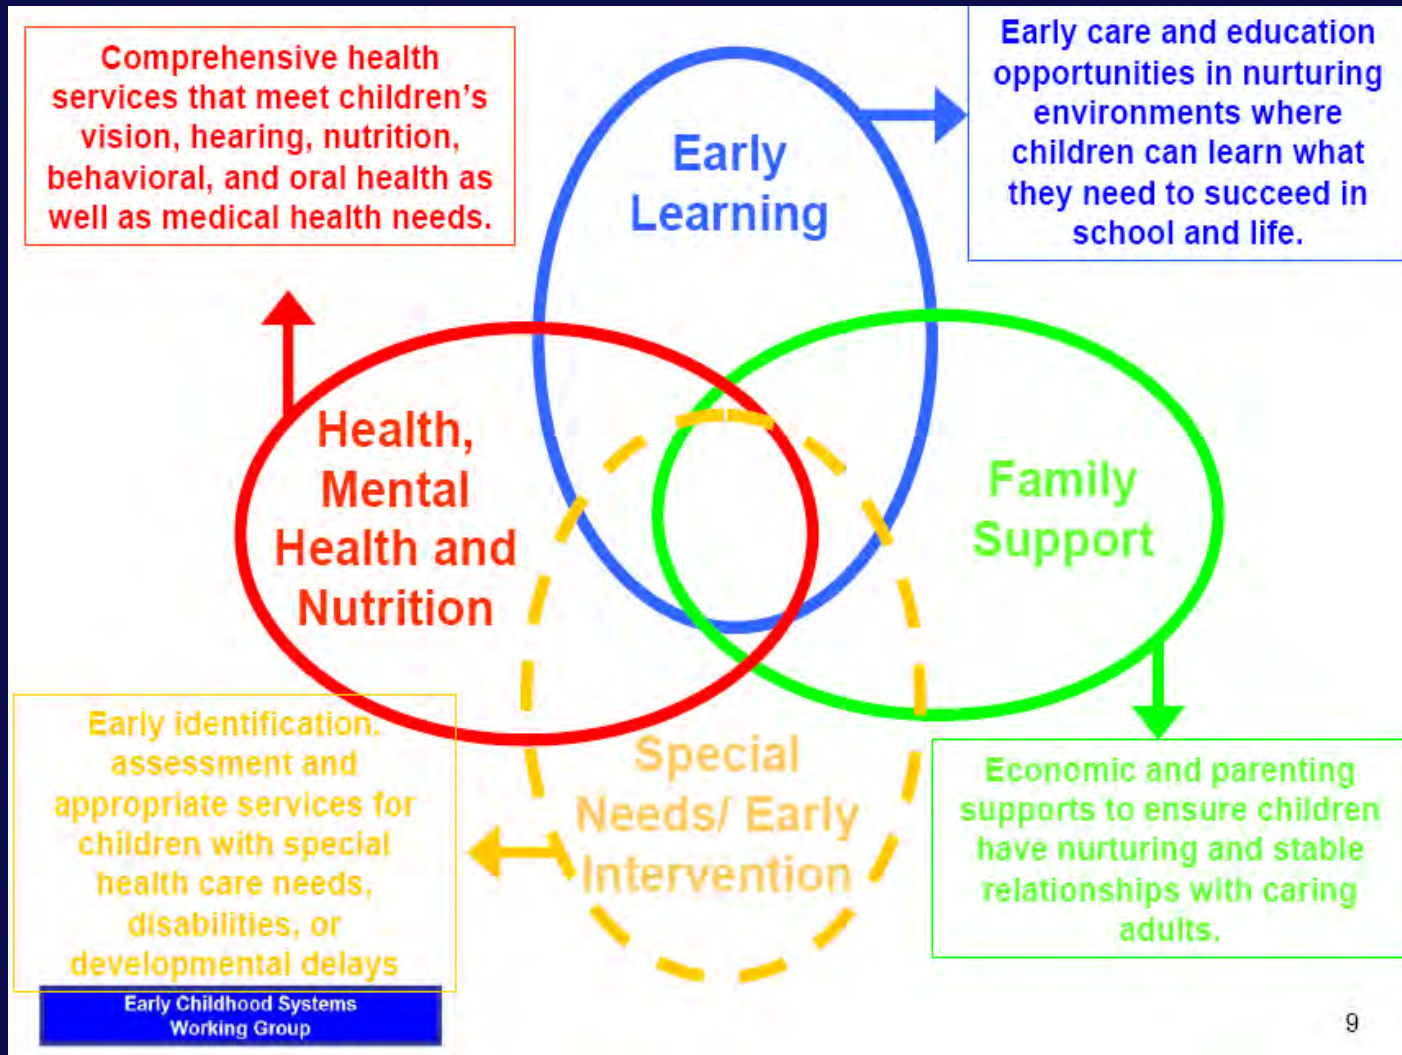 Comprehensive health
services that meet children's
vision, hearing, nutrition,
behavioral, and oral health as
well as medical health needs.
Early care and education
opportunities in nurturing
environments where
children can learn what
they need to succeed in
school and life.
Early
Learning
Health,
Mental
Health and
Nutrition
Family
Support
Special
Needs/ Early
Intervention
Early identification,
assessment and
appropriate services for
children with special
health care needs,
disabilities, or
developmental delays
Economic and parenting
supports to ensure children
have nurturing and stable
relationships with caring
adults.
Early Childhood Systems
Working Group
9